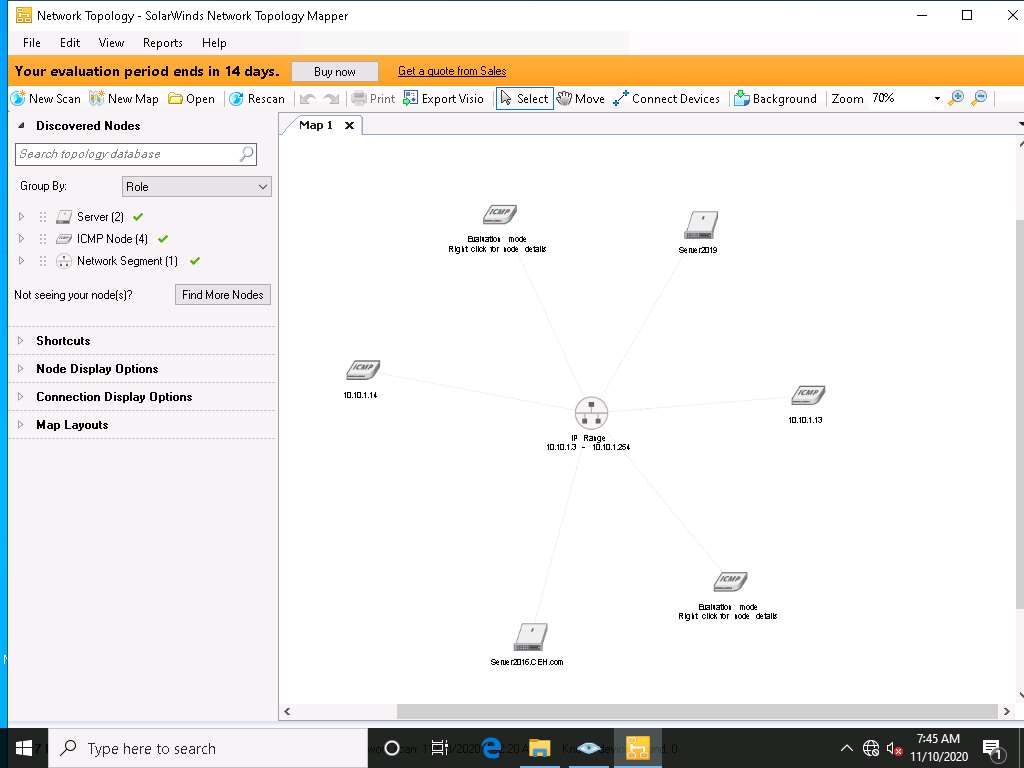 Network Topology - SolarWinds Network Topology Mapper
File Edit View Reports Help
Your evaluation period ends in 14 days. Buy now Get a quote from Sales
New Scan New Map Open Rescan Print Export Visio Select Move Connect Devices Background Zoom 70%
Discovered Nodes
Map 1
Search topology database
Group By: Role
Server (2)
ICMP Node (4)
Network Segment (1)
Not seeing your node(s)? Find More Nodes
Shortcuts
Node Display Options
Connection Display Options
Map Layouts
ICMP
Evaluation mode
Right click for node details
Server2019
ICMP
10.10.1.14
ICMP
10.10.1.13
IP Range
10.10.1.3 - 10.10.1.254
ICMP
Evaluation mode
Right click for node details
Server2016.CEH.com
Type here to search
7:45 AM
11/10/2020
1